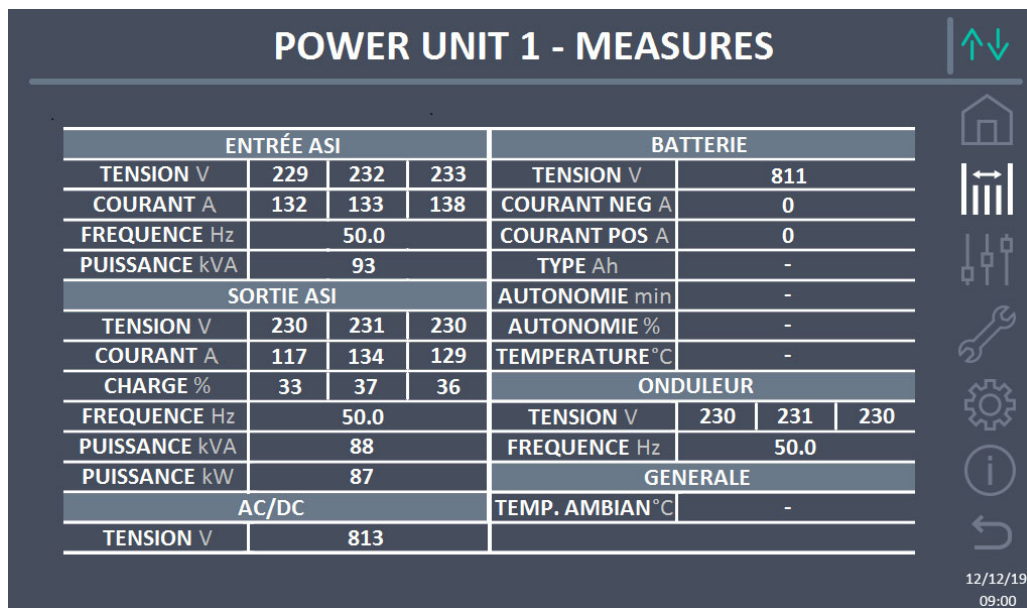 POWER UNIT 1 - MEASURES
ENTRÉE ASI
TENSION V 229 232 233
COURANT A 132 133 138
FREQUENCE Hz 50.0
PUISSANCE kVA 93
SORTIE ASI
TENSION V 230 231 230
COURANT A 117 134 129
CHARGE % 33 37 36
FREQUENCE Hz 50.0
PUISSANCE kVA 88
PUISSANCE kW 87
AC/DC
TENSION V 813
BATTERIE
TENSION V 811
COURANT NEG A 0
COURANT POS A 0
TYPE Ah -
AUTONOMIE min -
AUTONOMIE % -
TEMPERATURE°C -
ONDULEUR
TENSION V 230 231 230
FREQUENCE Hz 50.0
GENERALE
TEMP. AMBIAN°C -
12/12/19
09:00